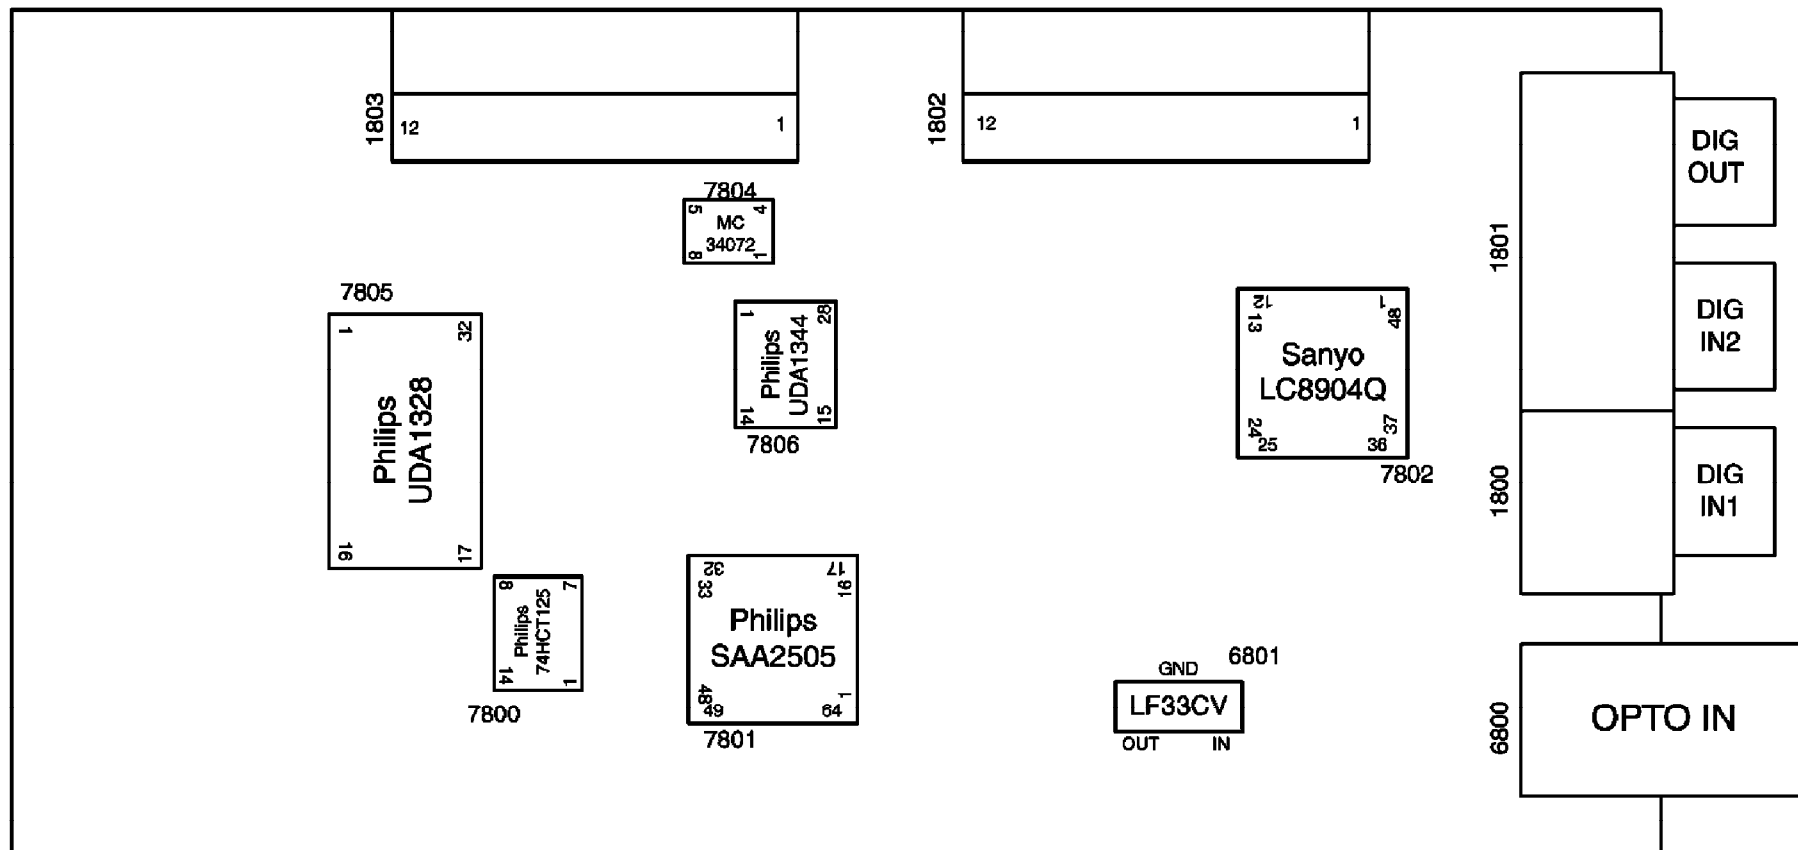 1803
12
1
1802
12
1
DIG
OUT
7804
5
4
MC
34072
8
1
1801
7805
1
32
Philips
UDA1328
16
17
1
28
Philips
UDA1344
14
15
7806
12
1
13
48
Sanyo
LC8904Q
24
37
25
36
7802
DIG
IN2
DIG
IN1
1800
8
7
Philips
74HCT125
14
1
7800
32
17
33
16
Philips
SAA2505
48
1
49
64
7801
GND
6801
LF33CV
OUT
IN
6800
OPTO IN